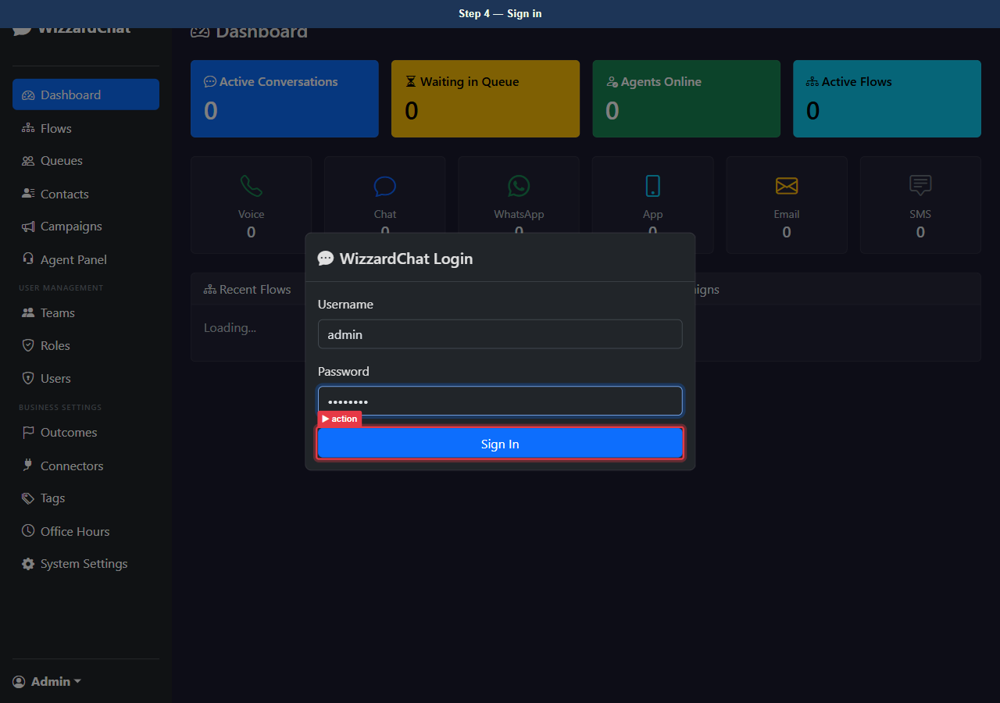 Step 4 — Sign in
WizzardChat
Dashboard
Dashboard
Flows
Queues
Contacts
Campaigns
Agent Panel
USER MANAGEMENT
Teams
Roles
Users
BUSINESS SETTINGS
Outcomes
Connectors
Tags
Office Hours
System Settings
Admin
Active Conversations
0
Waiting in Queue
0
Agents Online
0
Active Flows
0
Voice
0
Chat
0
WhatsApp
0
App
0
Email
0
SMS
0
Recent Flows
Loading...
WizzardChat Login
Username
admin
Password
••••••••
▶ action
Sign In